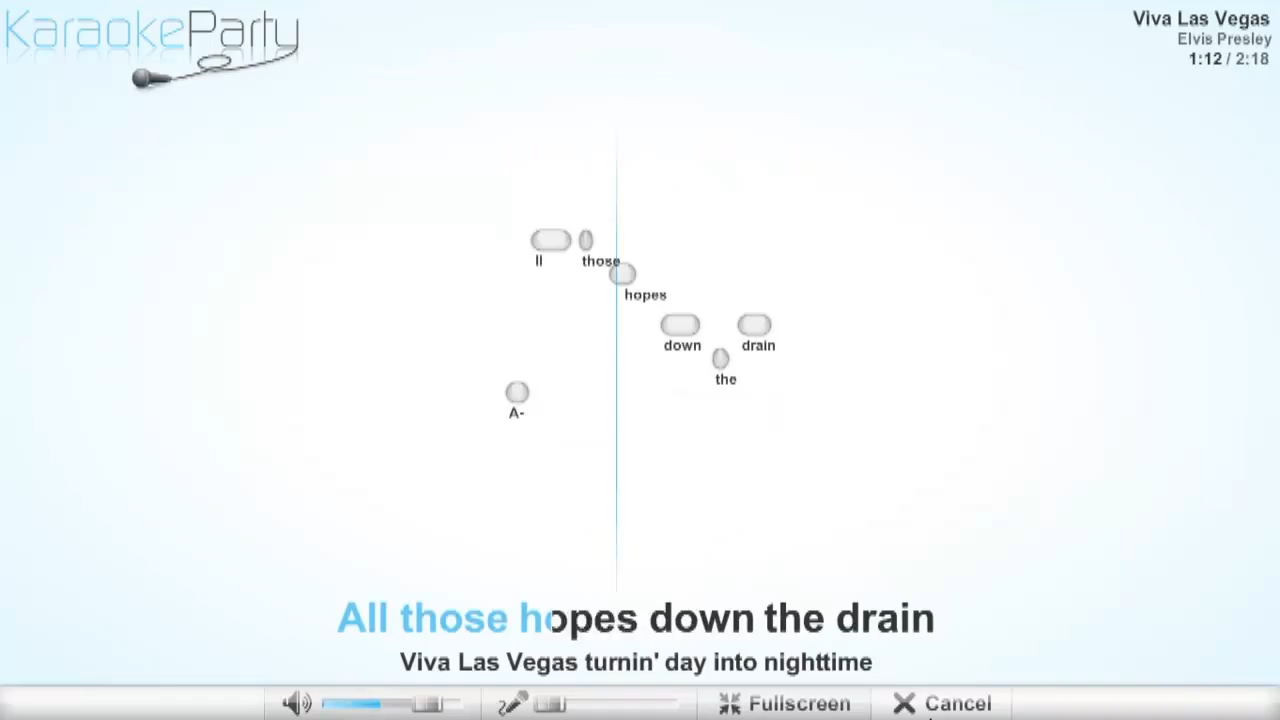 KaraokeParty
Viva Las Vegas
Elvis Presley
1:12 / 2:18
ll those
hopes
down drain
the
A-
All those hopes down the drain
Viva Las Vegas turnin' day into nighttime
Fullscreen Cancel